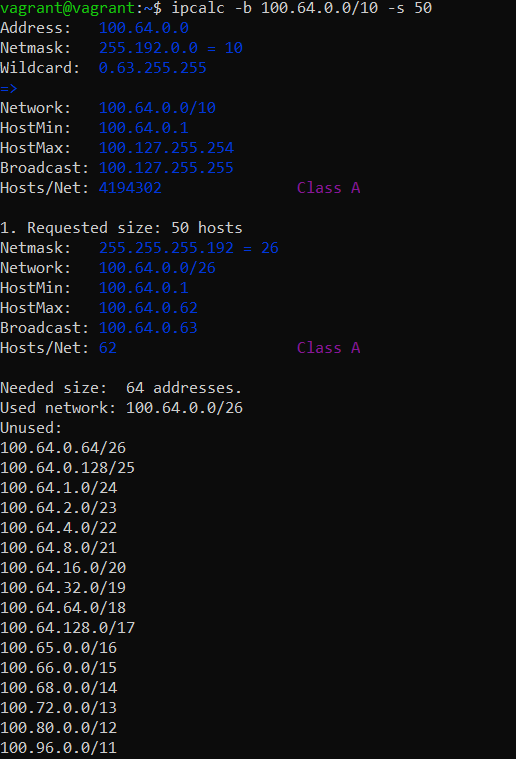 vagrant@vagrant:~$ ipcalc -b 100.64.0.0/10 -s 50
Address:   100.64.0.0
Netmask:   255.192.0.0 = 10
Wildcard:  0.63.255.255
=>
Network:   100.64.0.0/10
HostMin:   100.64.0.1
HostMax:   100.127.255.254
Broadcast: 100.127.255.255
Hosts/Net: 4194302               Class A

1. Requested size: 50 hosts
Netmask:   255.255.255.192 = 26
Network:   100.64.0.0/26
HostMin:   100.64.0.1
HostMax:   100.64.0.62
Broadcast: 100.64.0.63
Hosts/Net: 62                    Class A

Needed size:  64 addresses.
Used network: 100.64.0.0/26
Unused:
100.64.0.64/26
100.64.0.128/25
100.64.1.0/24
100.64.2.0/23
100.64.4.0/22
100.64.8.0/21
100.64.16.0/20
100.64.32.0/19
100.64.64.0/18
100.64.128.0/17
100.65.0.0/16
100.66.0.0/15
100.68.0.0/14
100.72.0.0/13
100.80.0.0/12
100.96.0.0/11